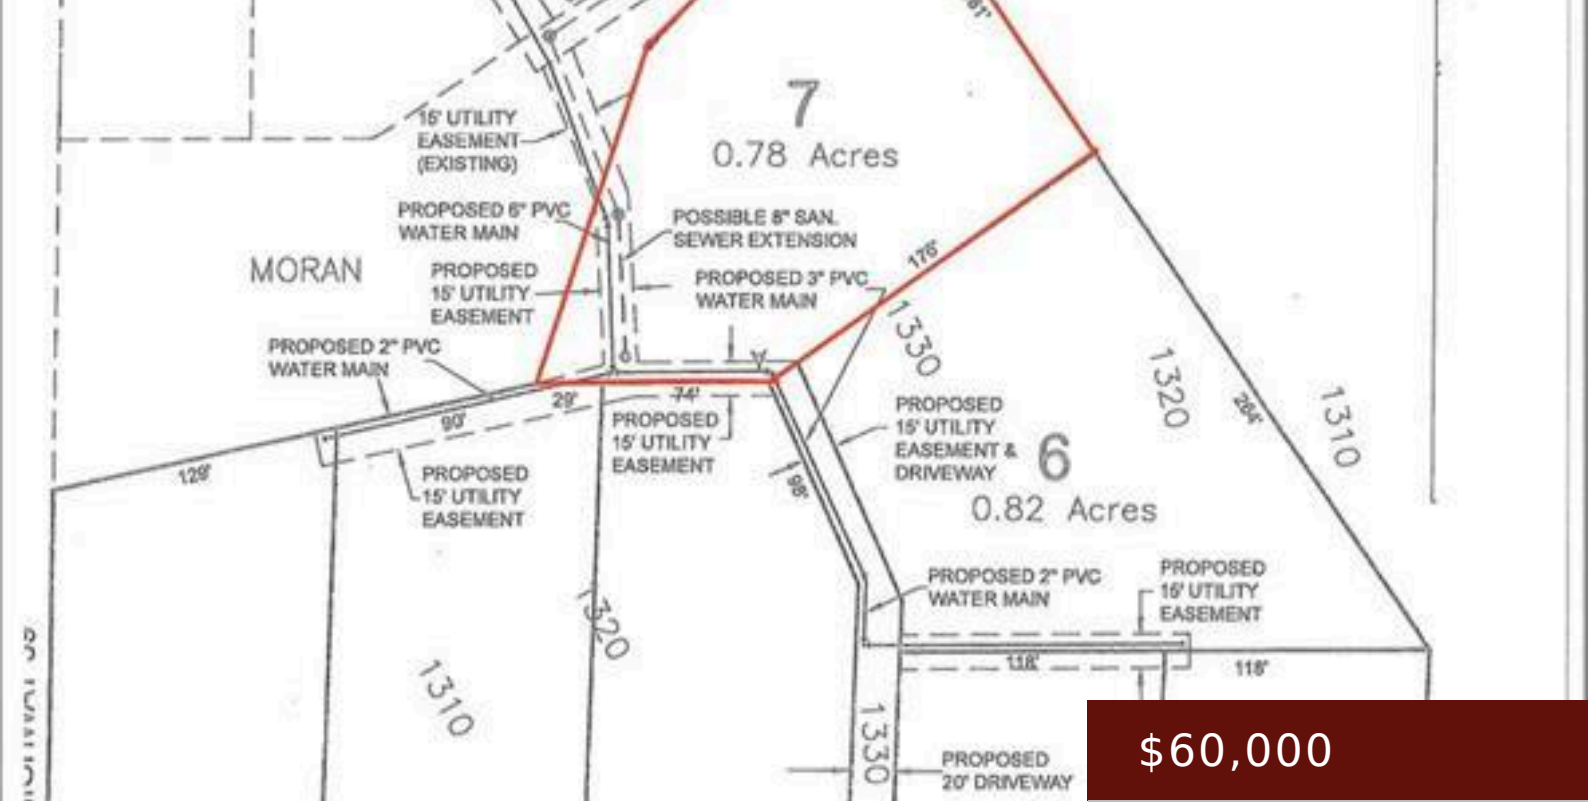 81'
7
0.78 Acres
15' UTILITY
EASEMENT
(EXISTING)
PROPOSED 6" PVC
WATER MAIN
POSSIBLE 8" SAN.
SEWER EXTENSION
176'
MORAN
PROPOSED
15' UTILITY
EASEMENT
PROPOSED 3" PVC
WATER MAIN
1330
PROPOSED 2" PVC
WATER MAIN
1320
264'
1310
90'
29'
74'
PROPOSED
15' UTILITY
EASEMENT
PROPOSED
15' UTILITY
EASEMENT &
DRIVEWAY
6
0.82 Acres
129'
PROPOSED
15' UTILITY
EASEMENT
98'
PROPOSED 2" PVC
WATER MAIN
PROPOSED
15' UTILITY
EASEMENT
1320
118'
118'
1310
1330
PROPOSED
20' DRIVEWAY
$60,000